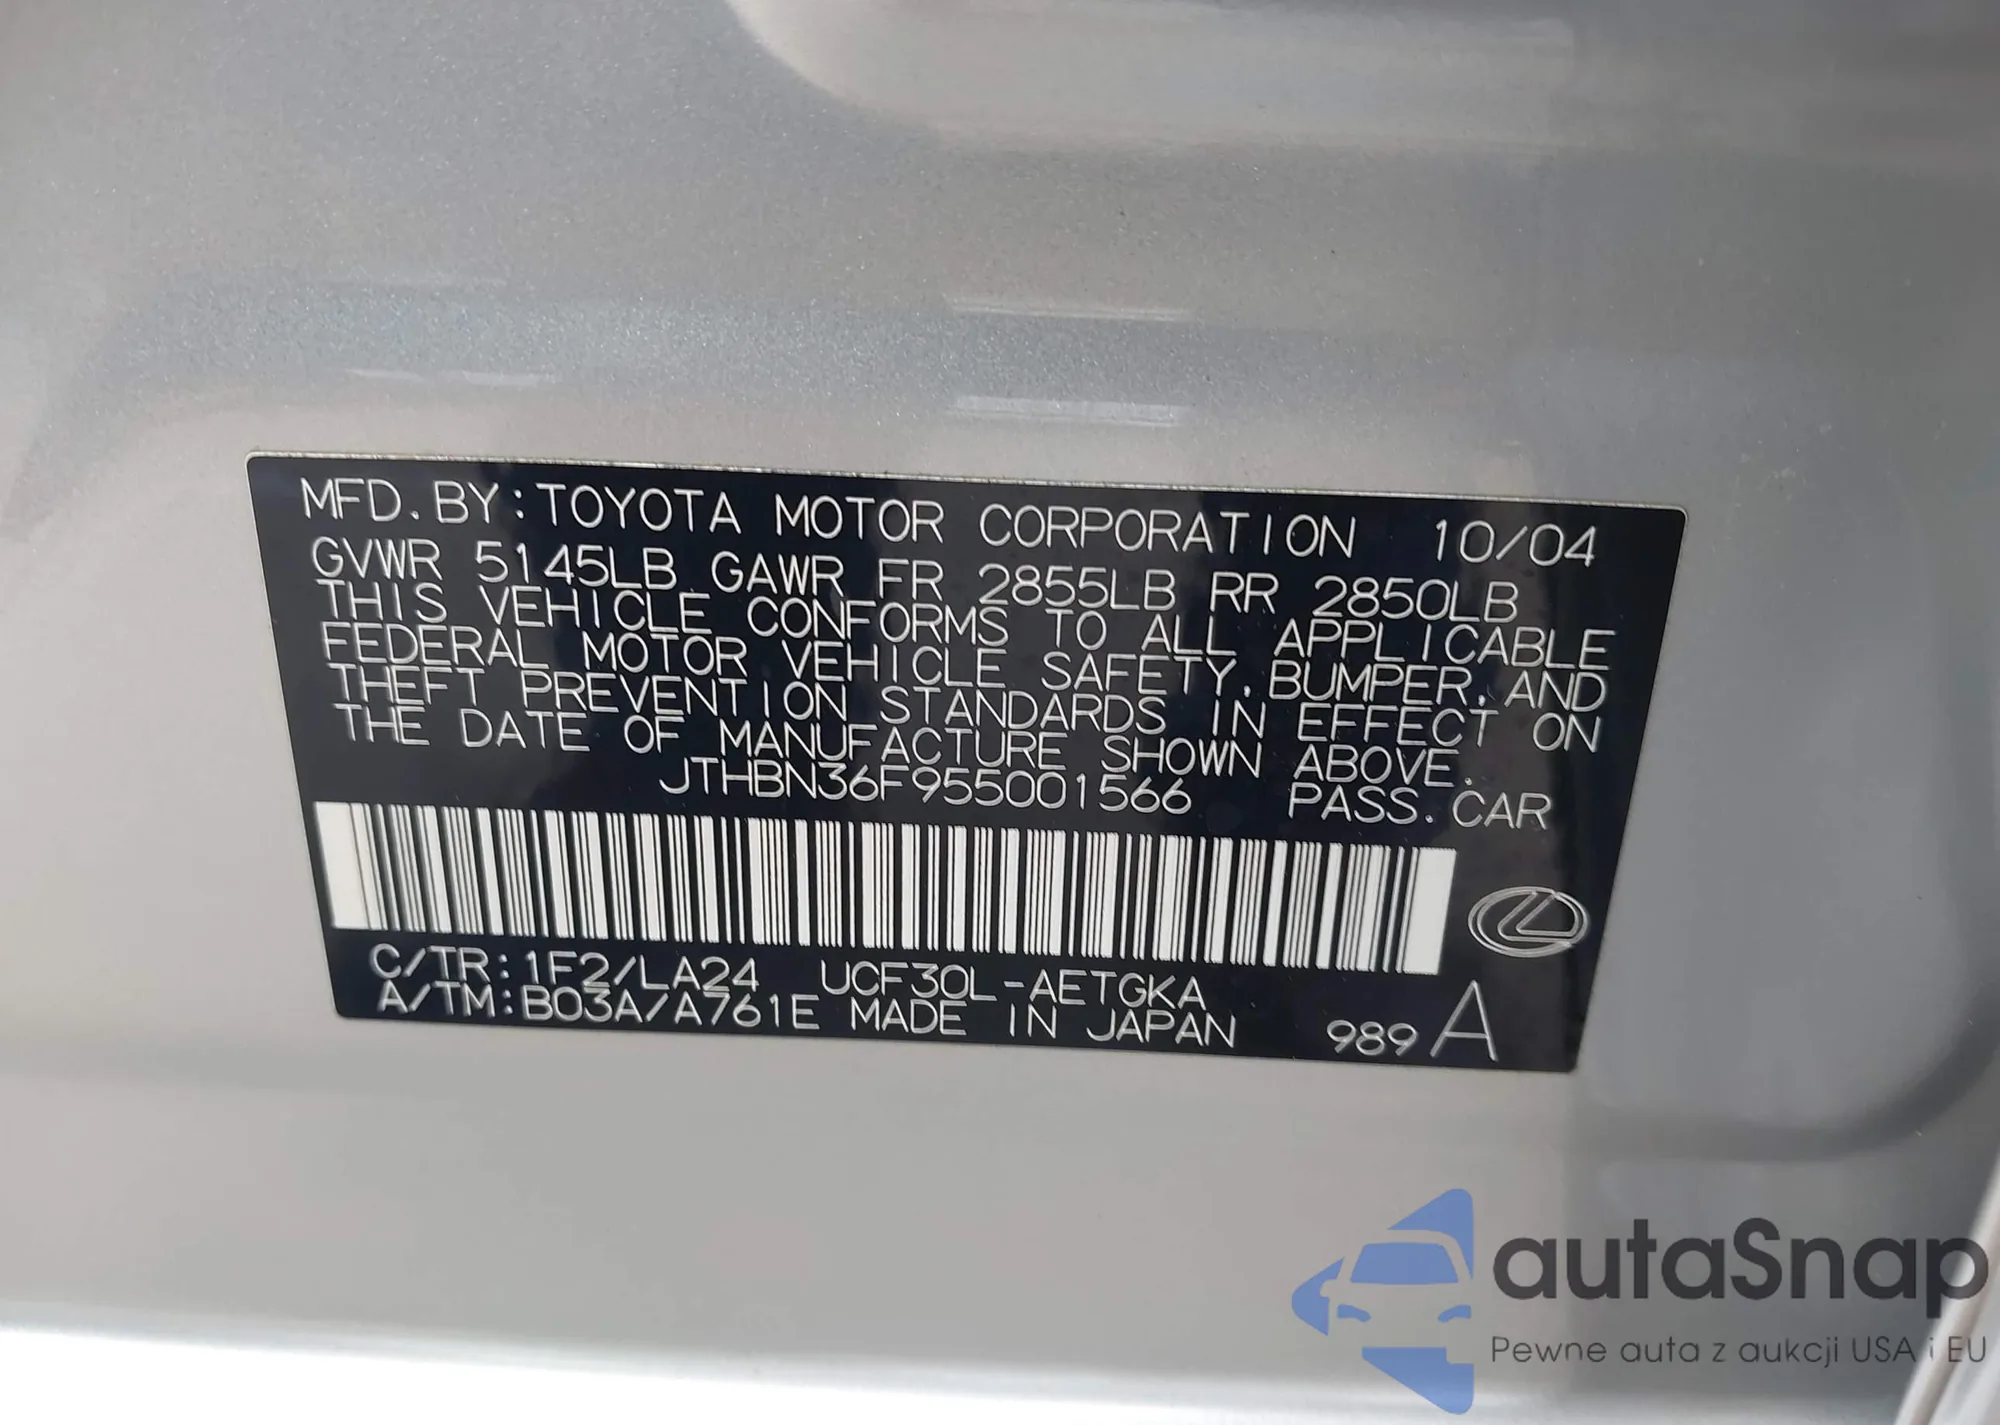 MFD. BY: TOYOTA MOTOR CORPORATION 10/04
GVWR 5145LB GAWR FR 2855LB RR 2850LB
THIS VEHICLE CONFORMS TO ALL APPLICABLE
FEDERAL MOTOR VEHICLE SAFETY, BUMPER, AND
THEFT PREVENTION STANDARDS IN EFFECT ON
THE DATE OF MANUFACTURE SHOWN ABOVE.
JTHBN36F955001566 PASS. CAR
C/TR: 1F2/LA24 UCF30L-AETGKA
A/TM: B03A/A761E MADE IN JAPAN 989 A
autaSnap
Pewne auta z aukcji USA i EU